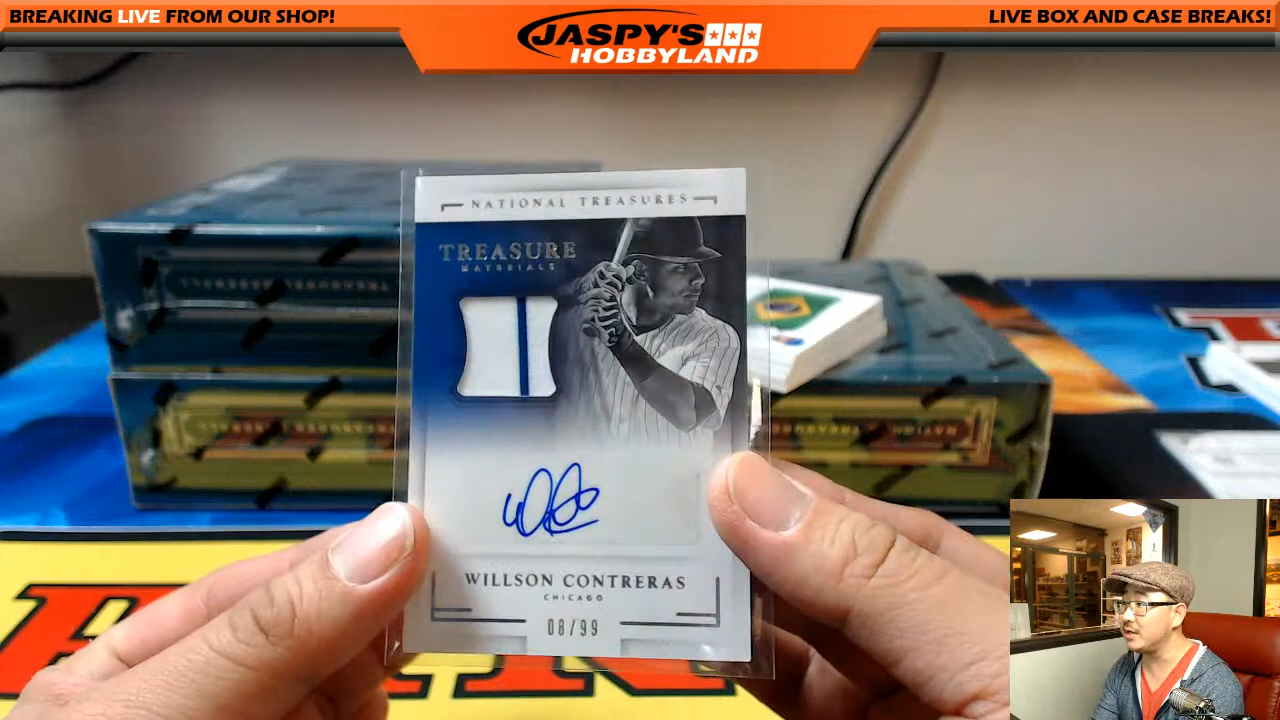 BREAKING LIVE FROM OUR SHOP!
JASPY'S
HOBBYLAND
LIVE BOX AND CASE BREAKS!
NATIONAL TREASURES
TREASURE
MATERIALS
WILLSON CONTRERAS
CHICAGO
08/99